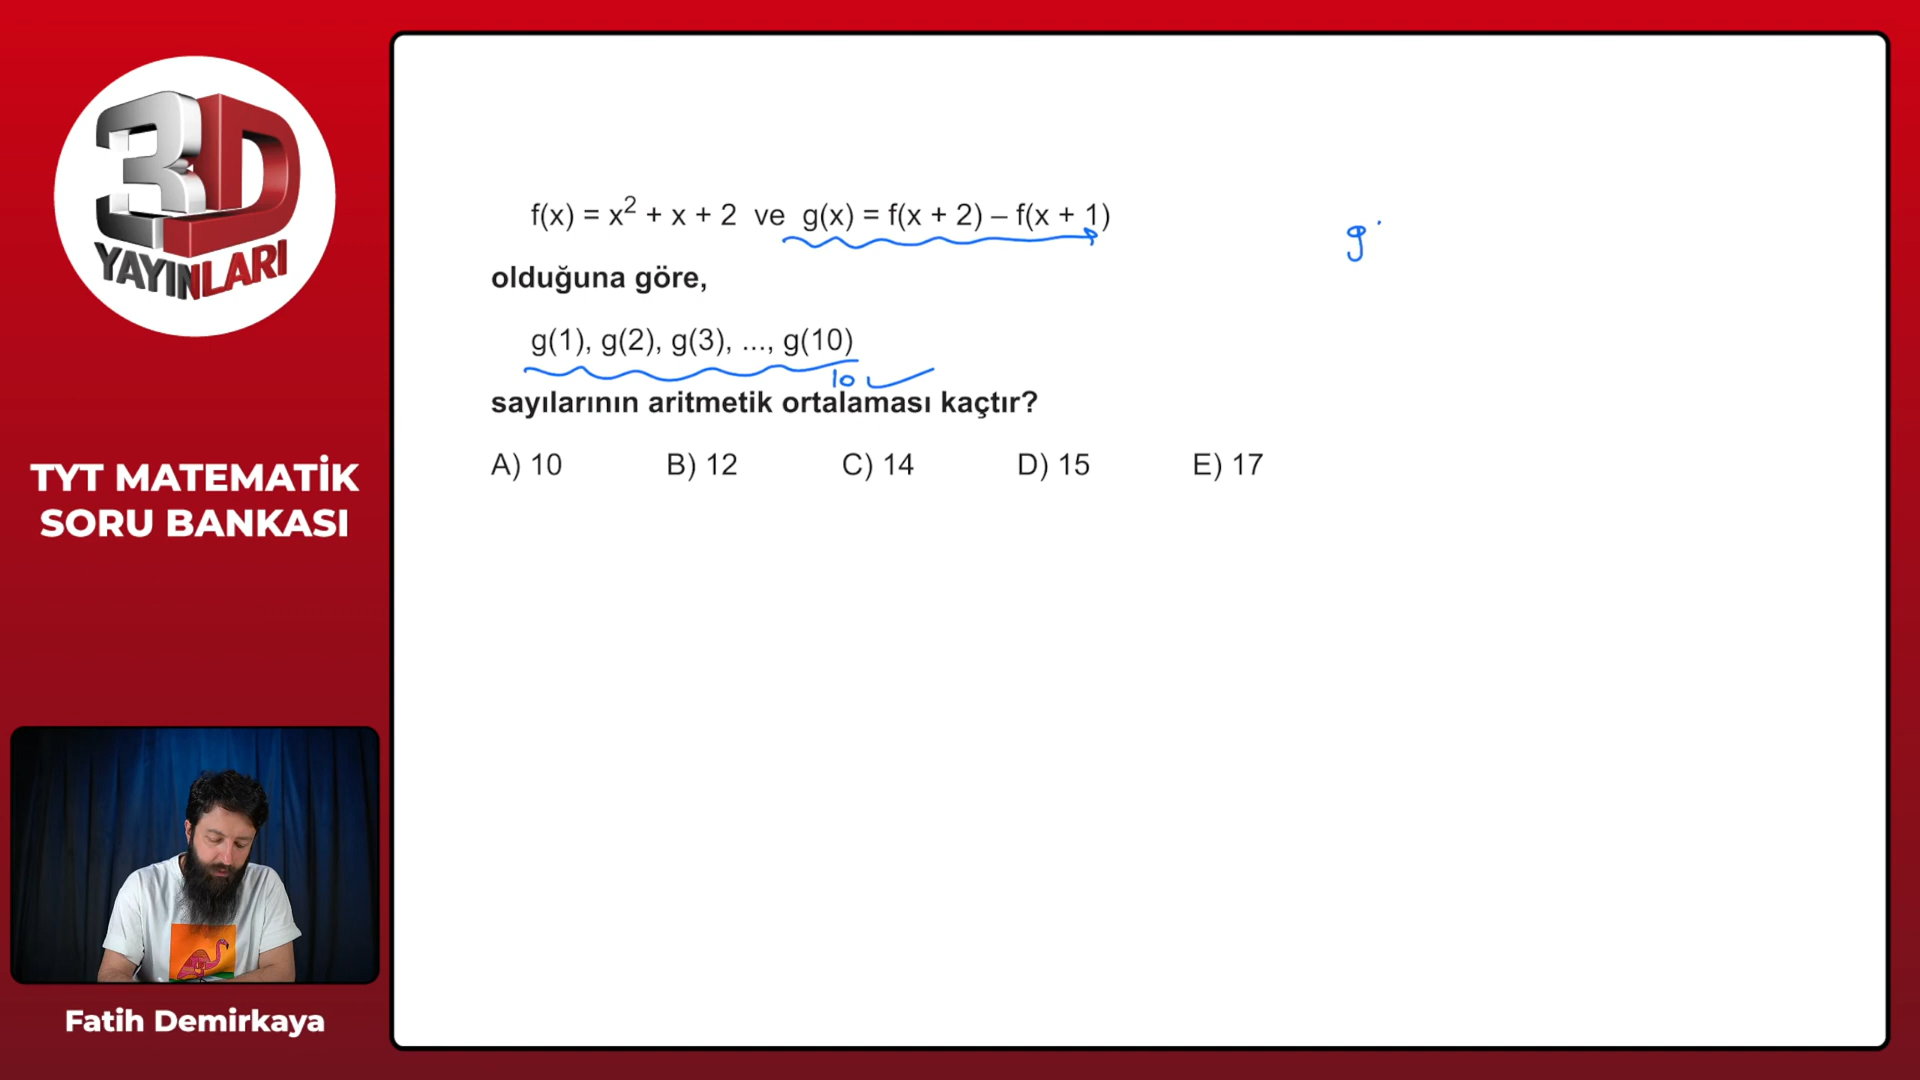 3D
YAYINLARI
TYT MATEMATİK
SORU BANKASI
Fatih Demirkaya
f(x) = x² + x + 2 ve g(x) = f(x + 2) – f(x + 1)
olduğuna göre,
g(1), g(2), g(3), ..., g(10)
10
sayılarının aritmetik ortalaması kaçtır?
A) 10 B) 12 C) 14 D) 15 E) 17
g